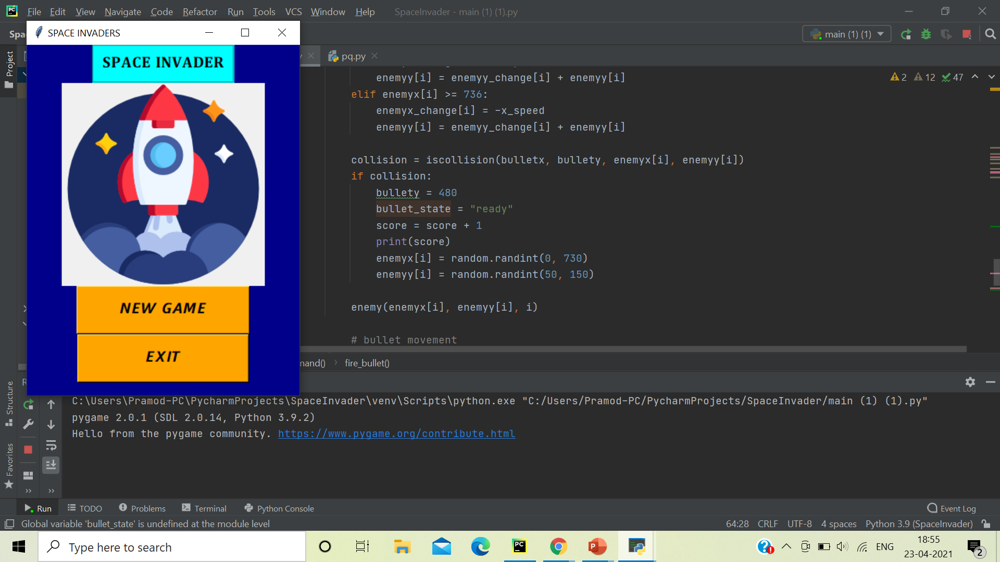 File Edit View Navigate Code Refactor Run Tools VCS Window Help SpaceInvader - main (1) (1).py
SPACE INVADERS
main (1) (1)
pq.py
SPACE INVADER
NEW GAME
EXIT
Project
Structure
Favorites
enemyy[i] = enemyy_change[i] + enemyy[i]
elif enemyx[i] >= 736:
enemyx_change[i] = -x_speed
enemyy[i] = enemyy_change[i] + enemyy[i]
collision = iscollision(bulletx, bullety, enemyx[i], enemyy[i])
if collision:
bullety = 480
bullet_state = "ready"
score = score + 1
print(score)
enemyx[i] = random.randint(0, 730)
enemyy[i] = random.randint(50, 150)
enemy(enemyx[i], enemyy[i], i)
# bullet movement
2 12 47
fire_bullet()
C:\Users\Pramod-PC\PycharmProjects\SpaceInvader\venv\Scripts\python.exe "C:/Users/Pramod-PC/PycharmProjects/SpaceInvader/main (1) (1).py"
pygame 2.0.1 (SDL 2.0.14, Python 3.9.2)
Hello from the pygame community. https://www.pygame.org/contribute.html
Run TODO Problems Terminal Python Console Event Log
Global variable 'bullet_state' is undefined at the module level 64:28 CRLF UTF-8 4 spaces Python 3.9 (SpaceInvader)
Type here to search
ENG
18:55
23-04-2021
2